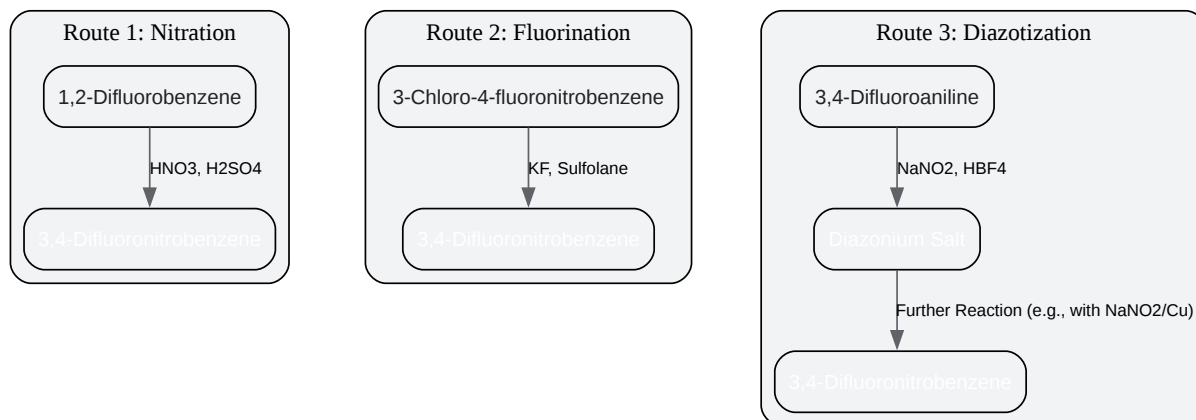 Route 1: Nitration
1,2-Difluorobenzene
HNO3, H2SO4
3,4-Difluoronitrobenzene
Route 2: Fluorination
3-Chloro-4-fluoronitrobenzene
KF, Sulfolane
3,4-Difluoronitrobenzene
Route 3: Diazotization
3,4-Difluoroaniline
NaNO2, HBF4
Diazonium Salt
Further Reaction (e.g., with NaNO2/Cu)
3,4-Difluoronitrobenzene